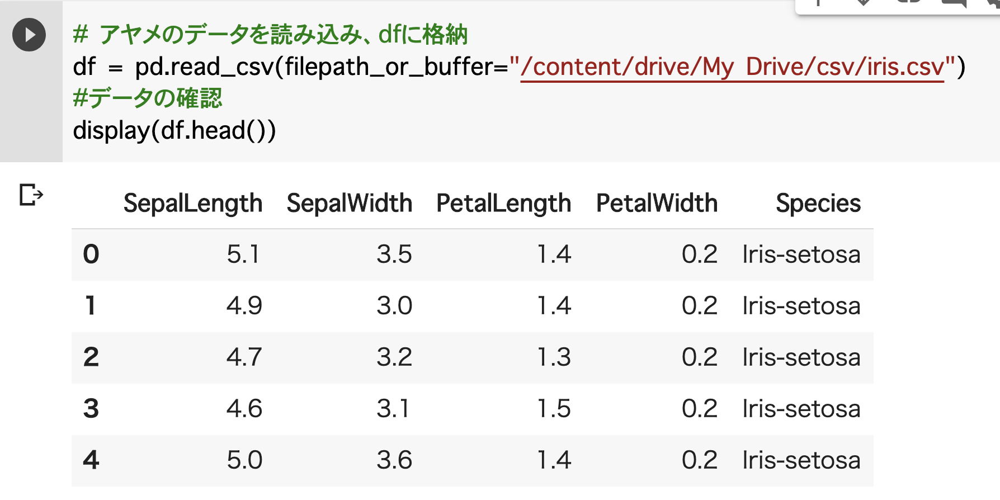 # アヤメのデータを読み込み、dfに格納
df = pd.read_csv(filepath_or_buffer="/content/drive/My Drive/csv/iris.csv")
#データの確認
display(df.head())
SepalLength SepalWidth PetalLength PetalWidth Species
0 5.1 3.5 1.4 0.2 Iris-setosa
1 4.9 3.0 1.4 0.2 Iris-setosa
2 4.7 3.2 1.3 0.2 Iris-setosa
3 4.6 3.1 1.5 0.2 Iris-setosa
4 5.0 3.6 1.4 0.2 Iris-setosa